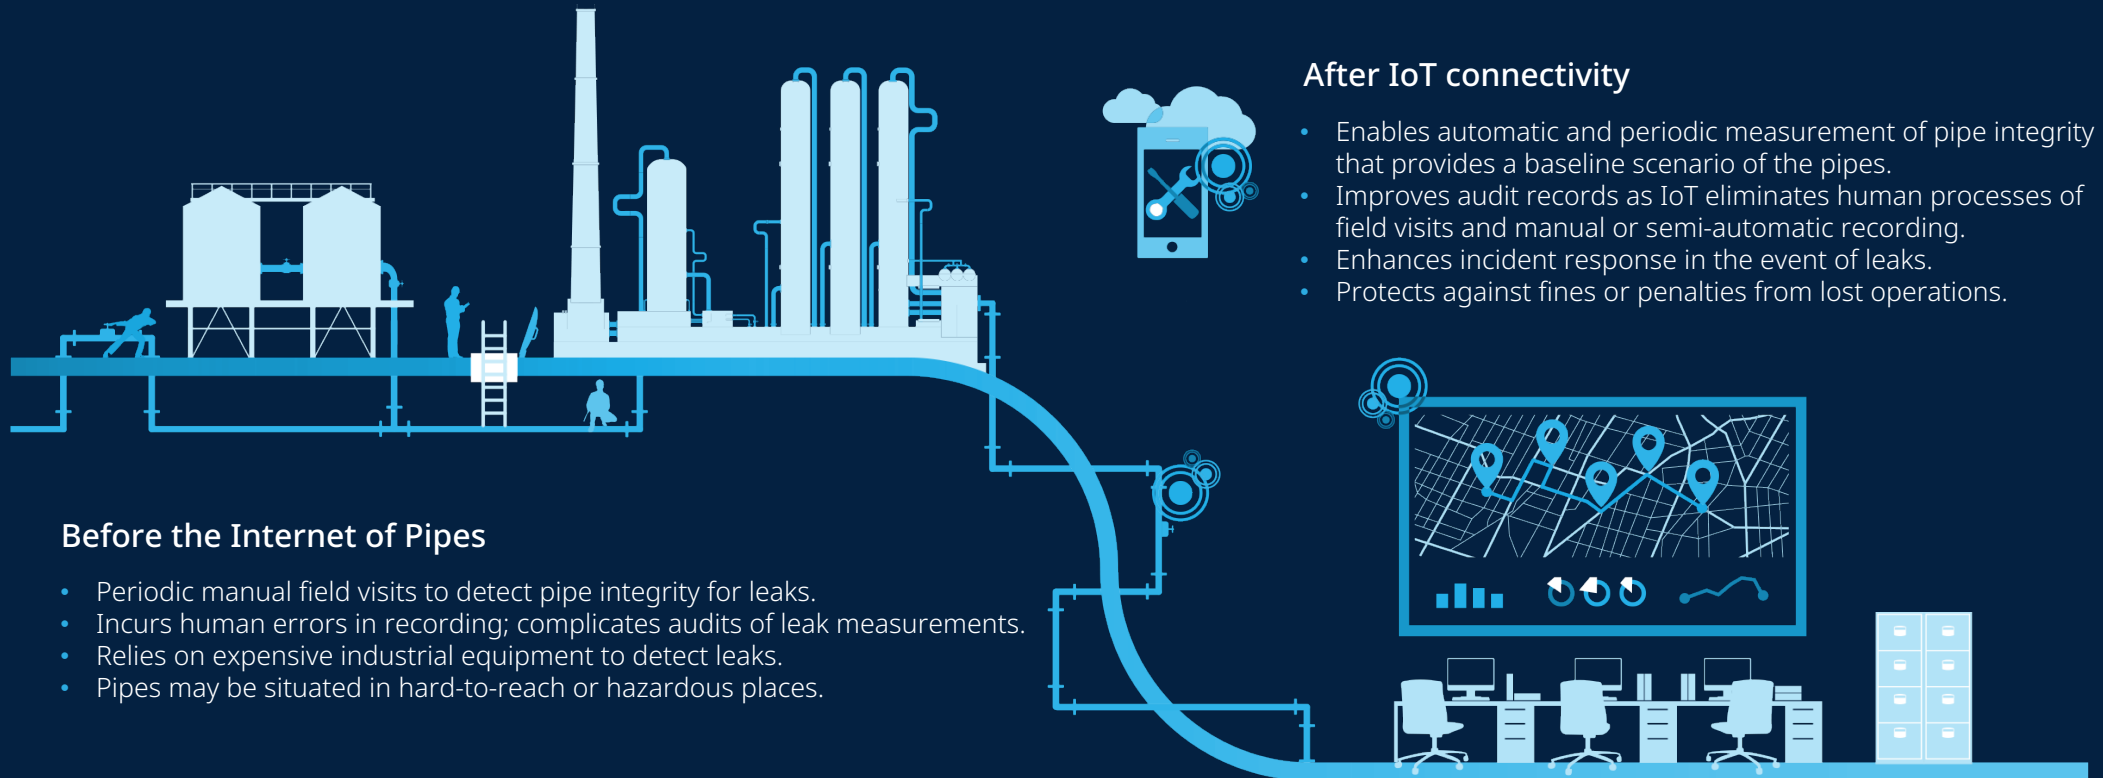 After IoT connectivity
• Enables automatic and periodic measurement of pipe integrity
that provides a baseline scenario of the pipes.
• Improves audit records as IoT eliminates human processes of
field visits and manual or semi-automatic recording.
• Enhances incident response in the event of leaks.
• Protects against fines or penalties from lost operations.
Before the Internet of Pipes
• Periodic manual field visits to detect pipe integrity for leaks.
• Incurs human errors in recording; complicates audits of leak measurements.
• Relies on expensive industrial equipment to detect leaks.
• Pipes may be situated in hard-to-reach or hazardous places.